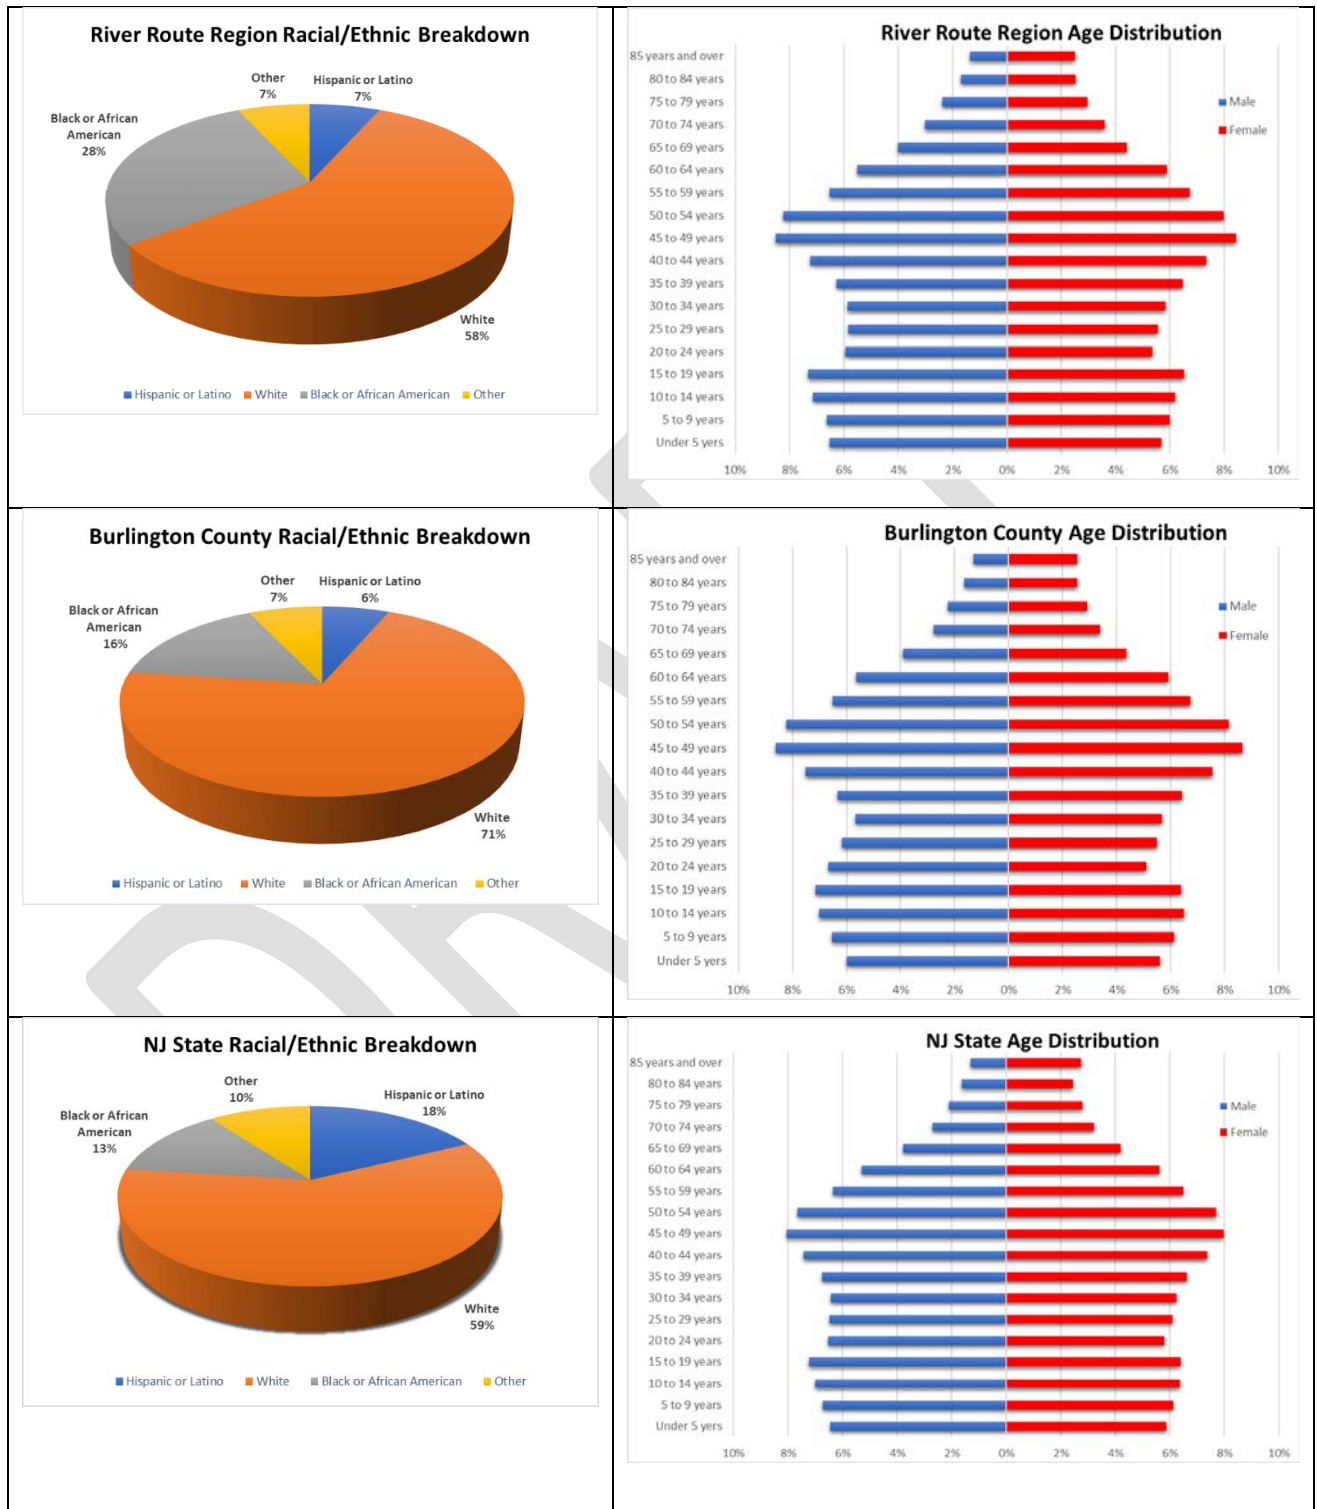 River Route Region Racial/Ethnic Breakdown
Other
7%
Hispanic or Latino
7%
Black or African
American
28%
White
58%
Hispanic or Latino White Black or African American Other
River Route Region Age Distribution
85 years and over
80 to 84 years
75 to 79 years
70 to 74 years
65 to 69 years
60 to 64 years
55 to 59 years
50 to 54 years
45 to 49 years
40 to 44 years
35 to 39 years
30 to 34 years
25 to 29 years
20 to 24 years
15 to 19 years
10 to 14 years
5 to 9 years
Under 5 yers
Male
Female
10% 8% 6% 4% 2% 0% 2% 4% 6% 8% 10%
Burlington County Racial/Ethnic Breakdown
Other
7%
Hispanic or Latino
6%
Black or African
American
16%
White
71%
Hispanic or Latino White Black or African American Other
Burlington County Age Distribution
85 years and over
80 to 84 years
75 to 79 years
70 to 74 years
65 to 69 years
60 to 64 years
55 to 59 years
50 to 54 years
45 to 49 years
40 to 44 years
35 to 39 years
30 to 34 years
25 to 29 years
20 to 24 years
15 to 19 years
10 to 14 years
5 to 9 years
Under 5 yers
Male
Female
10% 8% 6% 4% 2% 0% 2% 4% 6% 8% 10%
NJ State Racial/Ethnic Breakdown
Other
10%
Hispanic or Latino
18%
Black or African
American
13%
White
59%
Hispanic or Latino White Black or African American Other
NJ State Age Distribution
85 years and over
80 to 84 years
75 to 79 years
70 to 74 years
65 to 69 years
60 to 64 years
55 to 59 years
50 to 54 years
45 to 49 years
40 to 44 years
35 to 39 years
30 to 34 years
25 to 29 years
20 to 24 years
15 to 19 years
10 to 14 years
5 to 9 years
Under 5 yers
Male
Female
10% 8% 6% 4% 2% 0% 2% 4% 6% 8% 10%